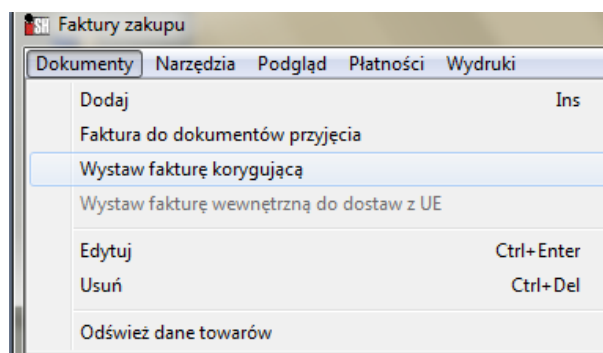 SH Faktury zakupu
Dokumenty Narzędzia Podgląd Płatności Wydruki
Dodaj Ins
Faktura do dokumentów przyjęcia
Wystaw fakturę korygującą
Wystaw fakturę wewnętrzną do dostaw z UE
Edytuj Ctrl+Enter
Usuń Ctrl+Del
Odśwież dane towarów